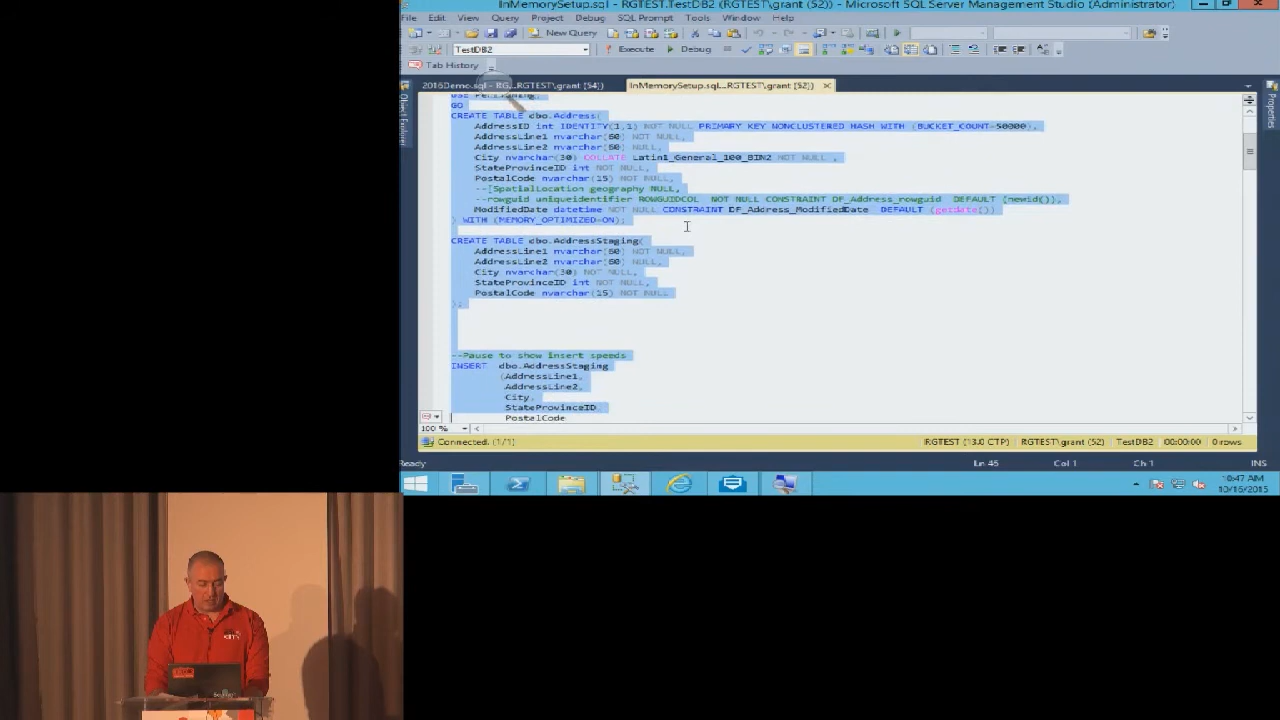 InMemorySetup.sql - RGTEST.TestDB2 (RGTEST\grant (52)) - Microsoft SQL Server Management Studio (Administrator)
File Edit View Query Project Debug SQL Prompt Tools Window Help
New Query
TestDB2 Execute Debug
Tab History
2016Demo.sql - RG...RGTEST\grant (54)) InMemorySetup.sql...RGTEST\grant (52)) ×
Object Explorer
Properties
GO
CREATE TABLE dbo.Address(
AddressID int IDENTITY(1,1) NOT NULL PRIMARY KEY NONCLUSTERED HASH WITH (BUCKET_COUNT=50000),
AddressLine1 nvarchar(60) NOT NULL,
AddressLine2 nvarchar(60) NULL,
City nvarchar(30) COLLATE Latin1_General_100_BIN2 NOT NULL ,
StateProvinceID int NOT NULL,
PostalCode nvarchar(15) NOT NULL,
--[SpatialLocation geography NULL,
--rowguid uniqueidentifier ROWGUIDCOL NOT NULL CONSTRAINT DF_Address_rowguid DEFAULT (newid()),
ModifiedDate datetime NOT NULL CONSTRAINT DF_Address_ModifiedDate DEFAULT (getdate())
) WITH (MEMORY_OPTIMIZED=ON);
CREATE TABLE dbo.AddressStaging(
AddressLine1 nvarchar(60) NOT NULL,
AddressLine2 nvarchar(60) NULL,
City nvarchar(30) NOT NULL,
StateProvinceID int NOT NULL,
PostalCode nvarchar(15) NOT NULL
);
--Pause to show insert speeds
INSERT dbo.AddressStaging
(AddressLine1,
AddressLine2,
City,
StateProvinceID,
PostalCode
100 %
Connected. (1/1) RGTEST (13.0 CTP) RGTEST\grant (52) TestDB2 00:00:00 0 rows
Ready Ln 45 Col 1 Ch 1 INS
10:47 AM
10/16/2015